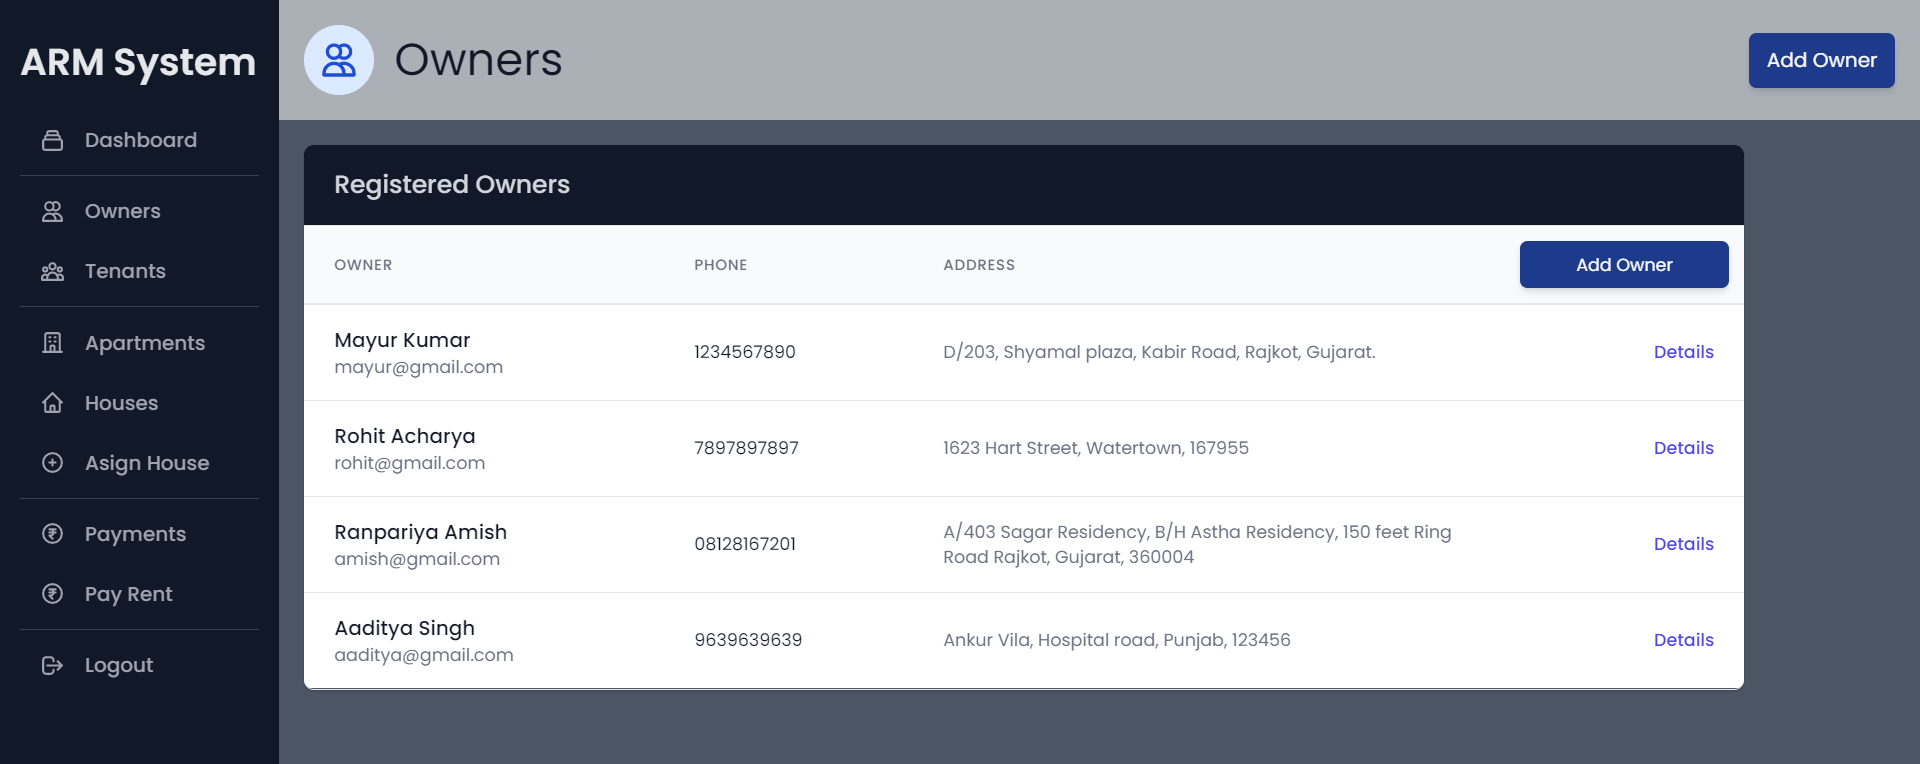 ARM System
Dashboard
Owners
Tenants
Apartments
Houses
Asign House
Payments
Pay Rent
Logout
Owners
Add Owner
Registered Owners
OWNER PHONE ADDRESS Add Owner
Mayur Kumar
mayur@gmail.com
1234567890
D/203, Shyamal plaza, Kabir Road, Rajkot, Gujarat.
Details
Rohit Acharya
rohit@gmail.com
7897897897
1623 Hart Street, Watertown, 167955
Details
Ranpariya Amish
amish@gmail.com
08128167201
A/403 Sagar Residency, B/H Astha Residency, 150 feet Ring
Road Rajkot, Gujarat, 360004
Details
Aaditya Singh
aaditya@gmail.com
9639639639
Ankur Vila, Hospital road, Punjab, 123456
Details